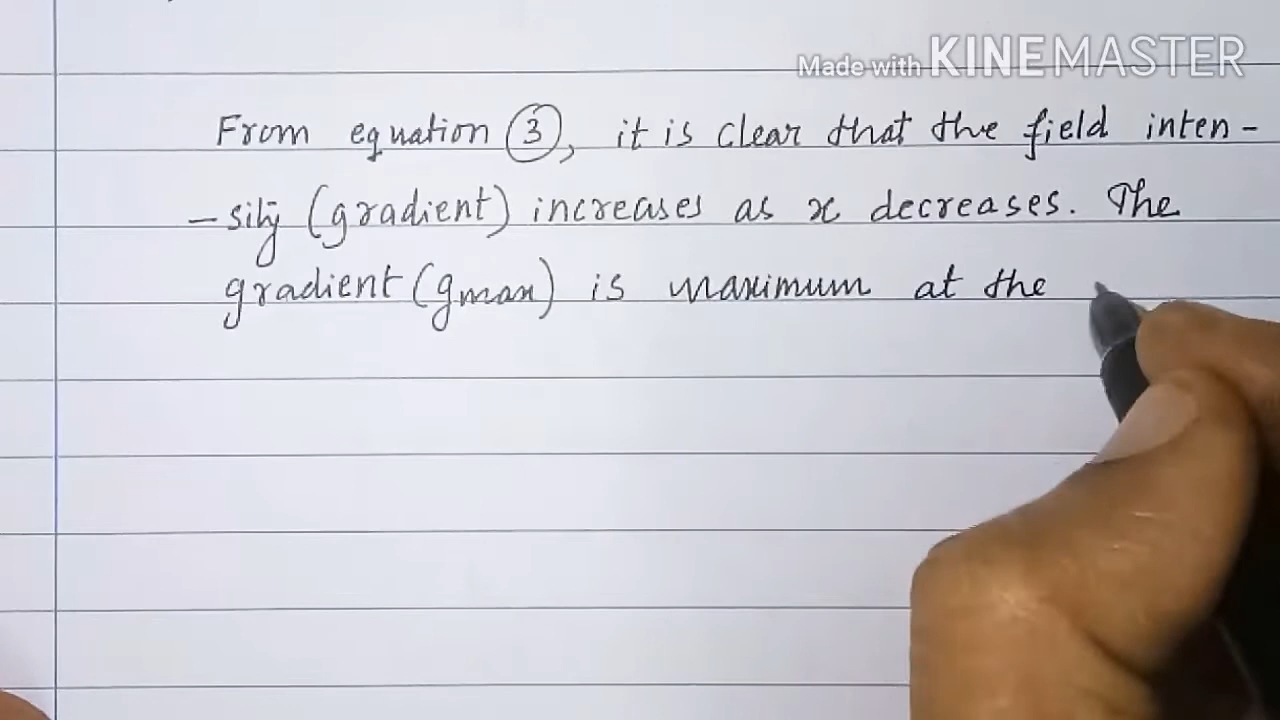 Made with KINEMASTER
From equation ③, it is clear that the field inten-
-sity (gradient) increases as x decreases. The
gradient (gmax) is maximum at the